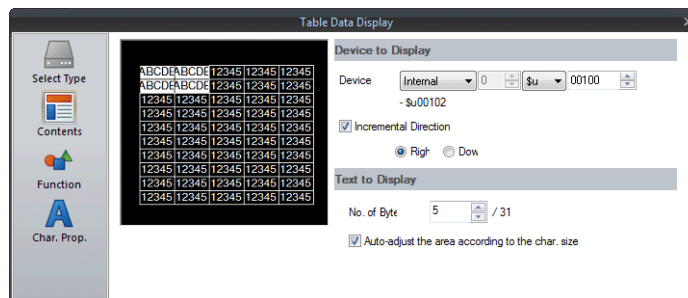 Table Data Display
Select Type
Contents
Function
Char. Prop.
ABCDE ABCDE 12345 12345 12345
ABCDE ABCDE 12345 12345 12345
12345 12345 12345 12345 12345
12345 12345 12345 12345 12345
12345 12345 12345 12345 12345
12345 12345 12345 12345 12345
12345 12345 12345 12345 12345
12345 12345 12345 12345 12345
12345 12345 12345 12345 12345
12345 12345 12345 12345 12345
Device to Display
Device Internal 0 $u 00100
- $u00102
Incremental Direction
Righ Dow
Text to Display
No. of Byte 5 / 31
Auto-adjust the area according to the char. size